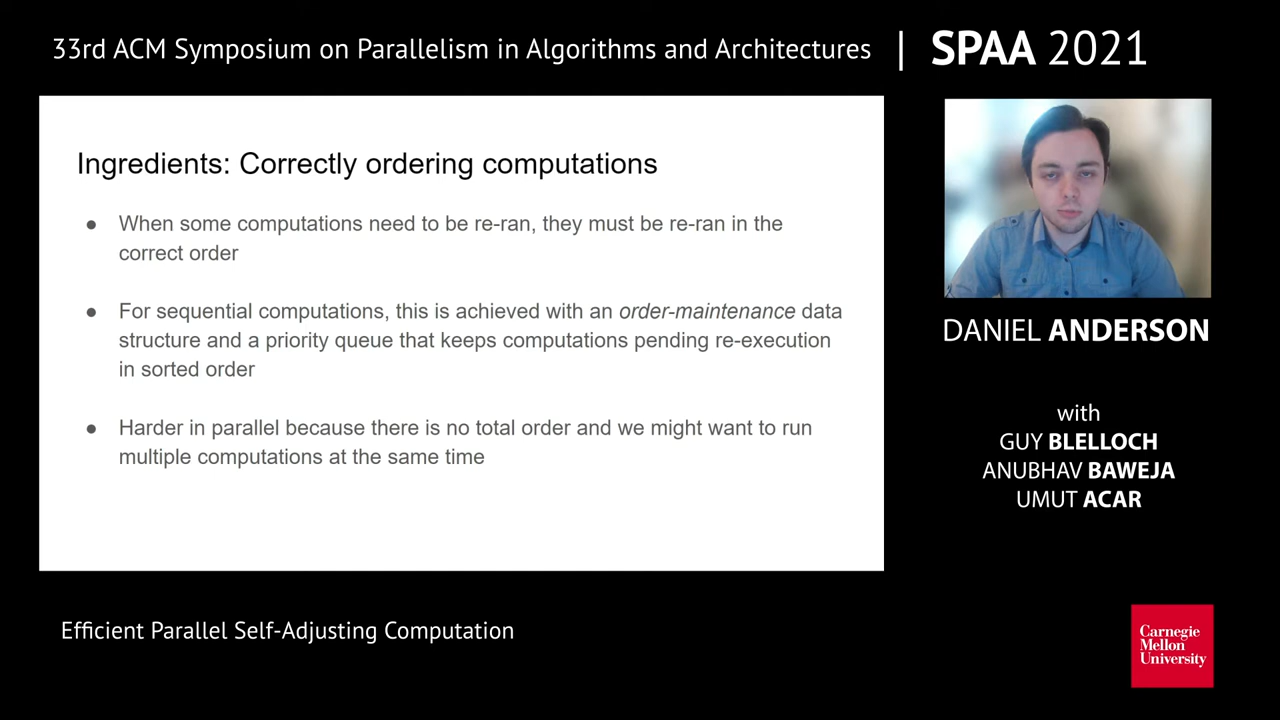 33rd ACM Symposium on Parallelism in Algorithms and Architectures | SPAA 2021
Ingredients: Correctly ordering computations
● When some computations need to be re-ran, they must be re-ran in the
correct order
● For sequential computations, this is achieved with an order-maintenance data
structure and a priority queue that keeps computations pending re-execution
in sorted order
● Harder in parallel because there is no total order and we might want to run
multiple computations at the same time
DANIEL ANDERSON
with
GUY BLELLOCH
ANUBHAV BAWEJA
UMUT ACAR
Efficient Parallel Self-Adjusting Computation
Carnegie
Mellon
University